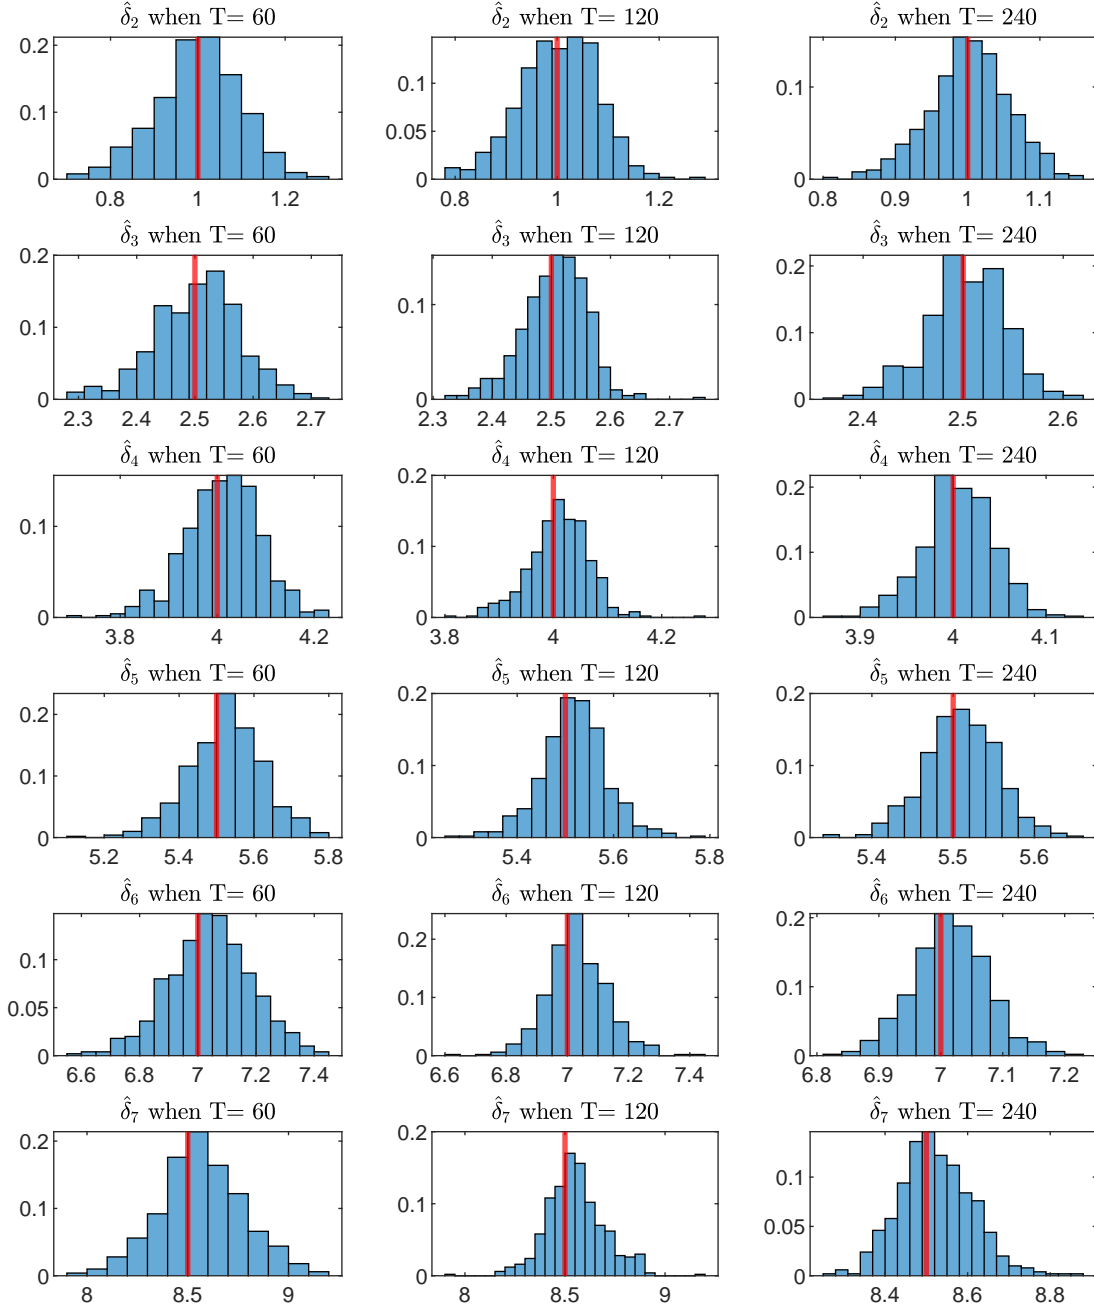 δ̂₂ when T= 60 δ̂₂ when T= 120 δ̂₂ when T= 240
0.2 0.1 0
0.8 1 1.2
0.1 0.05 0
0.8 1 1.2
0.1 0
0.8 0.9 1 1.1
δ̂₃ when T= 60 δ̂₃ when T= 120 δ̂₃ when T= 240
0.2 0.1 0
2.3 2.4 2.5 2.6 2.7
0.1 0
2.3 2.4 2.5 2.6 2.7
0.2 0.1 0
2.4 2.5 2.6
δ̂₄ when T= 60 δ̂₄ when T= 120 δ̂₄ when T= 240
0.1 0
3.8 4 4.2
0.2 0.1 0
3.8 4 4.2
0.2 0.1 0
3.9 4 4.1
δ̂₅ when T= 60 δ̂₅ when T= 120 δ̂₅ when T= 240
0.2 0.1 0
5.2 5.4 5.6 5.8
0.2 0.1 0
5.4 5.6 5.8
0.2 0.1 0
5.4 5.5 5.6
δ̂₆ when T= 60 δ̂₆ when T= 120 δ̂₆ when T= 240
0.1 0.05 0
6.6 6.8 7 7.2 7.4
0.2 0.1 0
6.6 6.8 7 7.2 7.4
0.2 0.1 0
6.8 6.9 7 7.1 7.2
δ̂₇ when T= 60 δ̂₇ when T= 120 δ̂₇ when T= 240
0.2 0.1 0
8 8.5 9
0.2 0.1 0
8 8.5 9
0.1 0.05 0
8.4 8.6 8.8